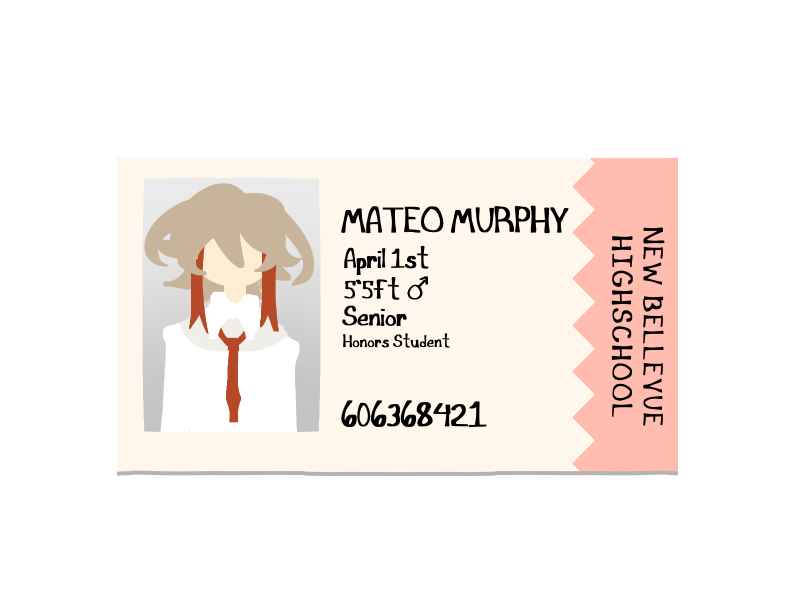 MATEO MURPHY
April 1st
5'5ft ♂
Senior
Honors Student
606368421
NEW BELLEVUE
HIGHSCHOOL